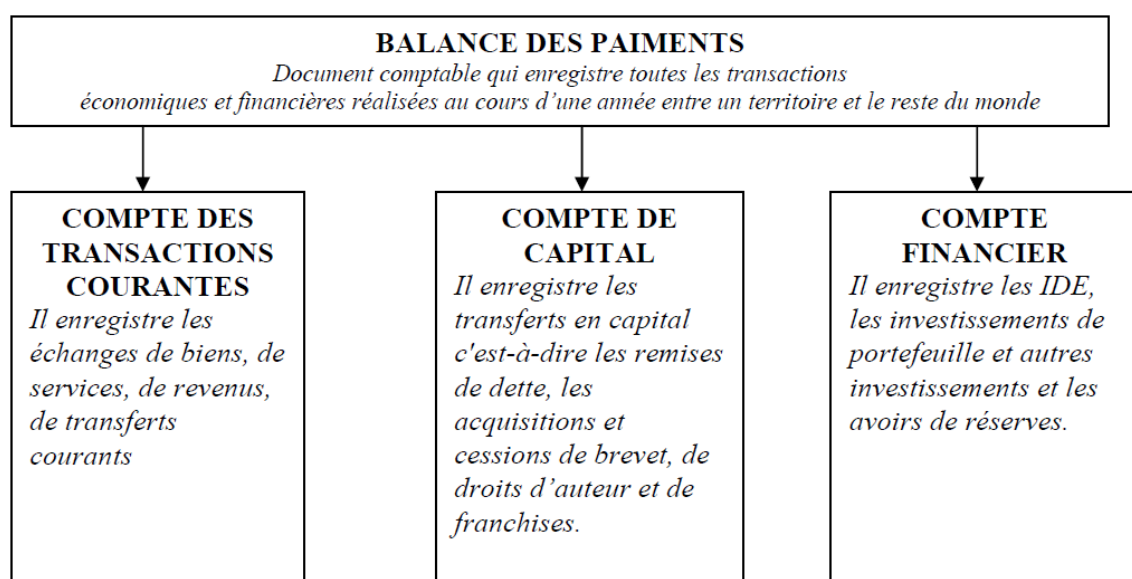 BALANCE DES PAIMENTS
Document comptable qui enregistre toutes les transactions
économiques et financières réalisées au cours d’une année entre un territoire et le reste du monde
COMPTE DES
TRANSACTIONS
COURANTES
Il enregistre les
échanges de biens, de
services, de revenus,
de transferts
courants
COMPTE DE
CAPITAL
Il enregistre les
transferts en capital
c'est-à-dire les remises
de dette, les
acquisitions et
cessions de brevet, de
droits d’auteur et de
franchises.
COMPTE
FINANCIER
Il enregistre les IDE,
les investissements de
portefeuille et autres
investissements et les
avoirs de réserves.